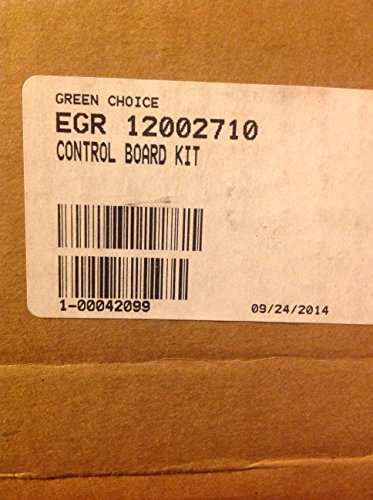 GREEN CHOICE
EGR 12002710
CONTROL BOARD KIT
1-00042099
09/24/2014